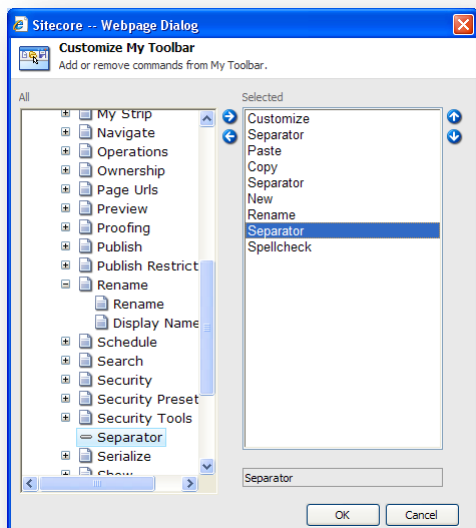 Sitecore -- Webpage Dialog
Customize My Toolbar
Add or remove commands from My Toolbar.
All
My Strip
Navigate
Operations
Ownership
Page Urls
Preview
Proofing
Publish
Publish Restrict
Rename
Rename
Display Name
Schedule
Search
Security
Security Preset
Security Tools
Separator
Serialize
Show
Selected
Customize
Separator
Paste
Copy
Separator
New
Rename
Separator
Spellcheck
Separator
OK
Cancel